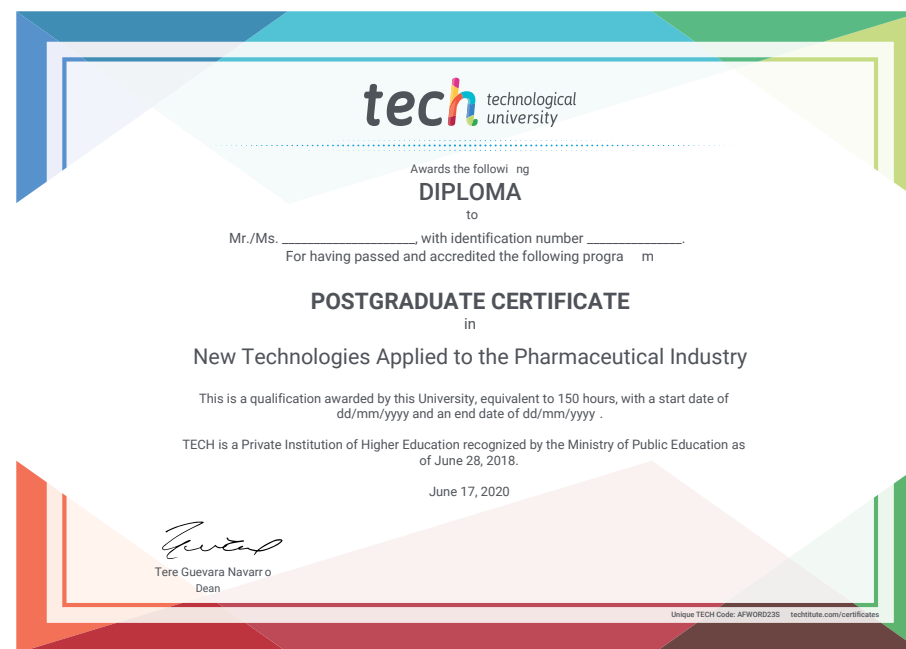 tech technological
university
Awards the followi ng
DIPLOMA
to
Mr./Ms. ____________________, with identification number ______________.
For having passed and accredited the following progra m
POSTGRADUATE CERTIFICATE
in
New Technologies Applied to the Pharmaceutical Industry
This is a qualification awarded by this University, equivalent to 150 hours, with a start date of
dd/mm/yyyy and an end date of dd/mm/yyyy .
TECH is a Private Institution of Higher Education recognized by the Ministry of Public Education as
of June 28, 2018.
June 17, 2020
Tere Guevara Navarr o
Dean
Unique TECH Code: AFWORD23S techtitute.com/certificates